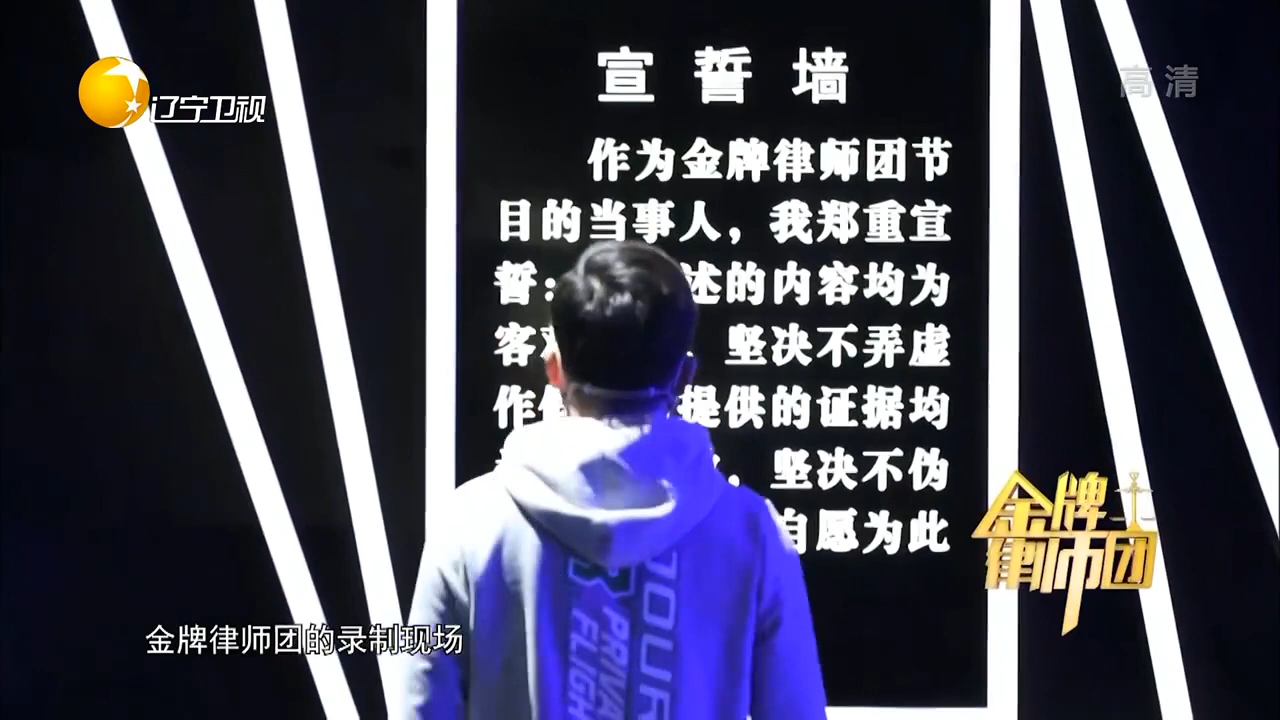 辽宁卫视
高清
宣誓墙
作为金牌律师团节
目的当事人，我郑重宣
誓：述的内容均为
客 坚决不弄虚
作 提供的证据均
，坚决不伪
自愿为此
金牌律师团
JOUR
X PRIVA
FLIGH
金牌律师团的录制现场